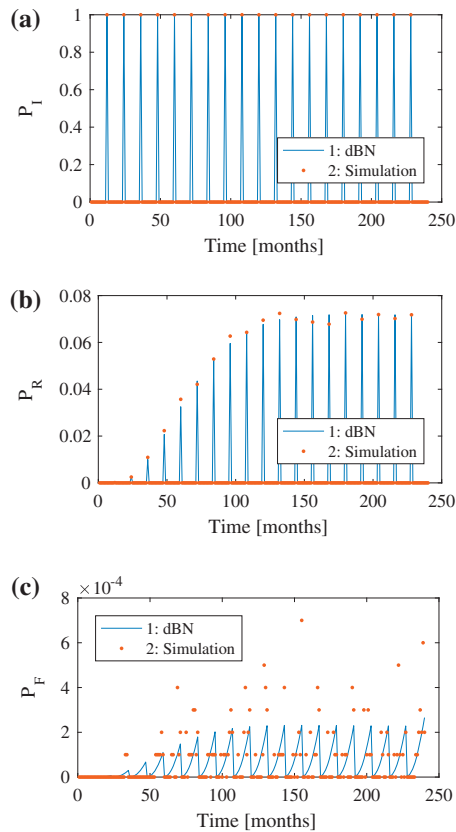 (a)
1
0.8
0.6
0.4
0.2
0
P_I
1: dBN
2: Simulation
0 50 100 150 200 250
Time [months]
(b)
0.08
0.06
0.04
0.02
0
P_R
1: dBN
2: Simulation
0 50 100 150 200 250
Time [months]
(c)
×10^-4
8
6
4
2
0
P_F
1: dBN
2: Simulation
0 50 100 150 200 250
Time [months]